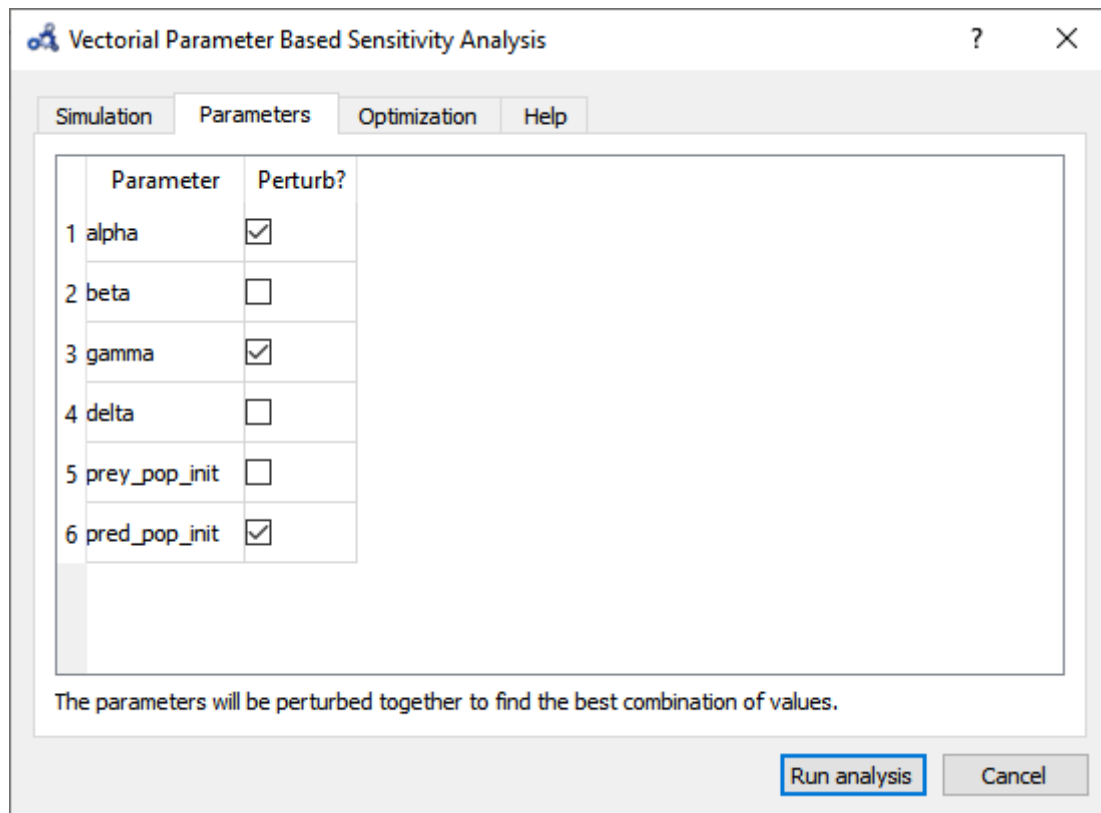 Vectorial Parameter Based Sensitivity Analysis ?
Simulation Parameters Optimization Help
Parameter Perturb?
1 alpha
2 beta
3 gamma
4 delta
5 prey_pop_init
6 pred_pop_init
The parameters will be perturbed together to find the best combination of values.
Run analysis Cancel